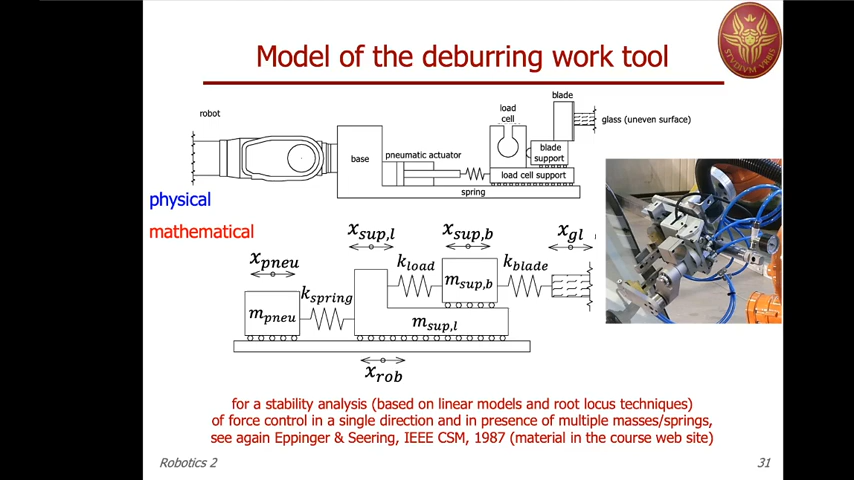 Model of the deburring work tool
STVDIVM VRBIS
robot
base
pneumatic actuator
spring
load
cell
blade
blade
support
load cell support
glass (uneven surface)
physical
mathematical
x_pneu
x_sup,l
x_sup,b
x_gl
k_spring
k_load
k_blade
m_pneu
m_sup,b
m_sup,l
x_rob
for a stability analysis (based on linear models and root locus techniques)
of force control in a single direction and in presence of multiple masses/springs,
see again Eppinger & Seering, IEEE CSM, 1987 (material in the course web site)
Robotics 2
31